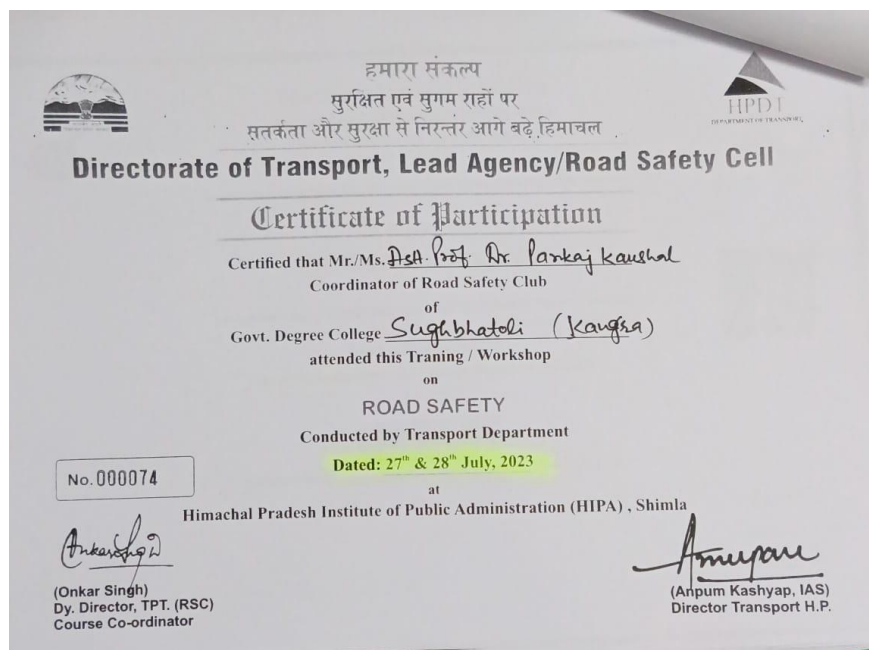 हमारा संकल्प
सुरक्षित एवं सुगम राहों पर
सतर्कता और सुरक्षा से निरन्तर आगे बढ़े हिमाचल
HPDT
DEPARTMENT OF TRANSPORT
Directorate of Transport, Lead Agency/Road Safety Cell
Certificate of Participation
Certified that Mr./Ms. Asst. Prof. Dr. Pankaj Kaushal
Coordinator of Road Safety Club
of
Govt. Degree College Sughbhatoli (Kangra)
attended this Traning / Workshop
on
ROAD SAFETY
Conducted by Transport Department
Dated: 27th & 28th July, 2023
No. 000074
at
Himachal Pradesh Institute of Public Administration (HIPA) , Shimla
(Onkar Singh)
Dy. Director, TPT. (RSC)
Course Co-ordinator
(Anpum Kashyap, IAS)
Director Transport H.P.